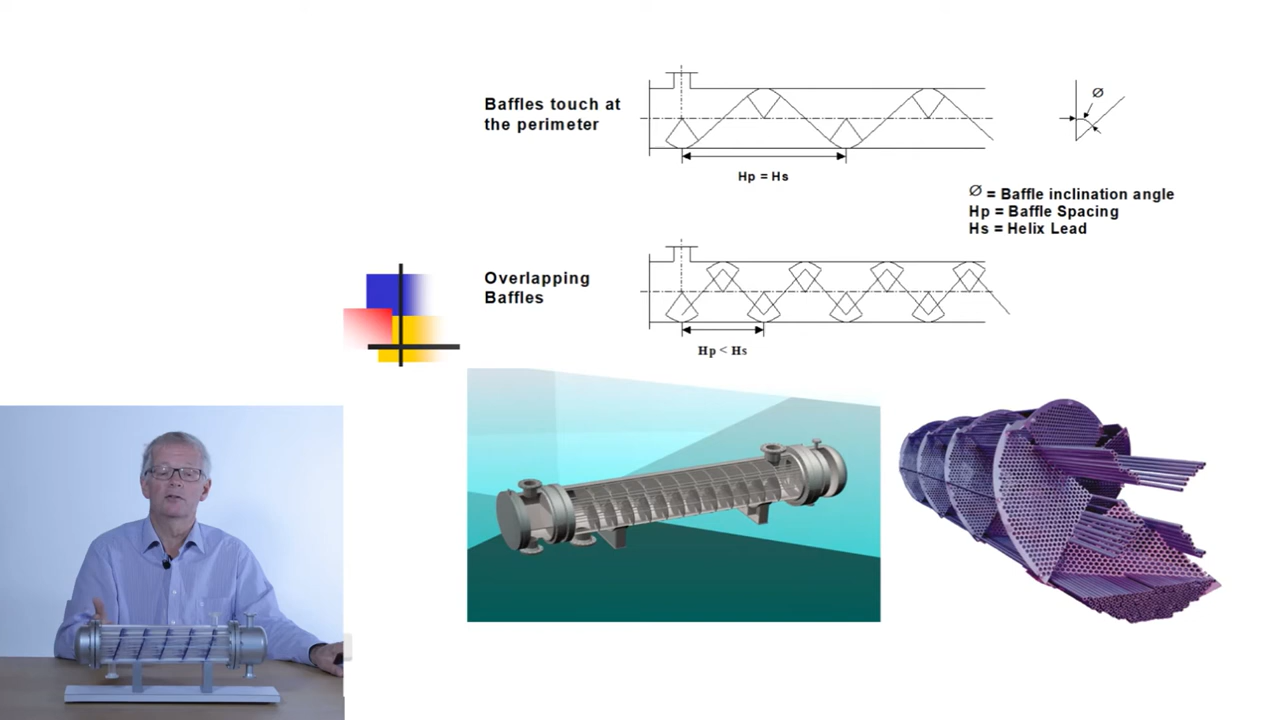 Baffles touch at
the perimeter
Hp = Hs
Ø
Ø = Baffle inclination angle
Hp = Baffle Spacing
Hs = Helix Lead
Overlapping
Baffles
Hp < Hs